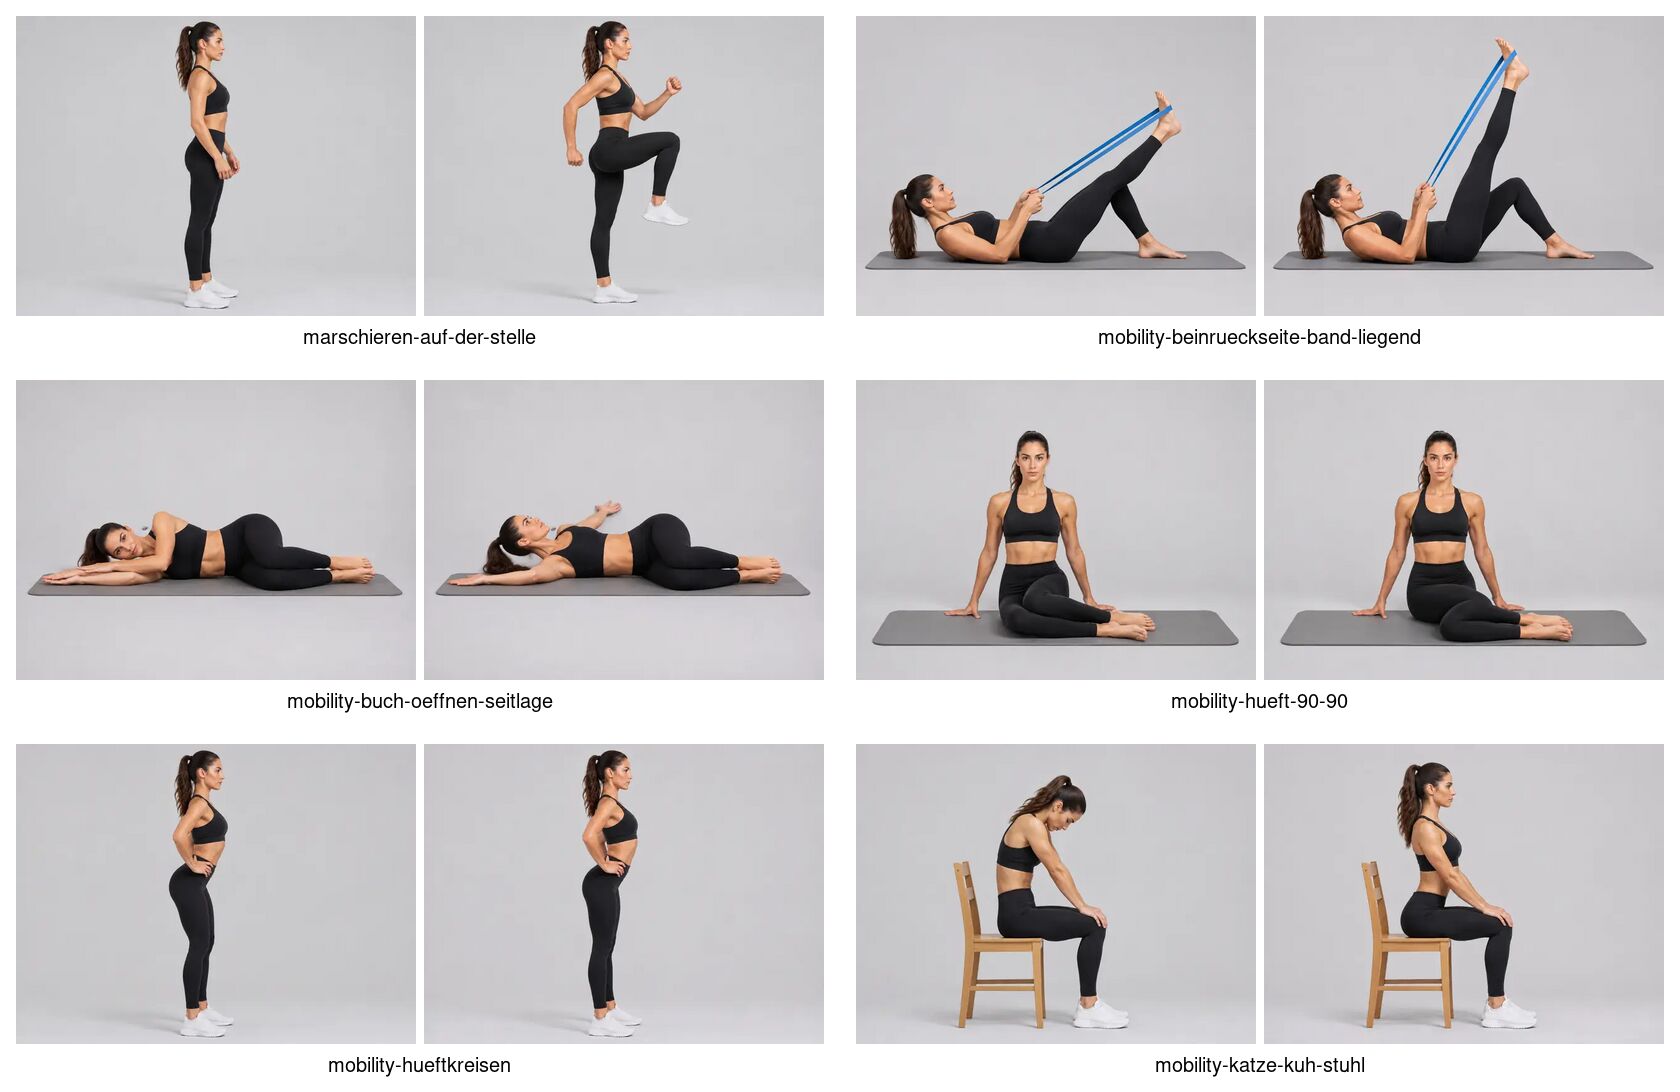 marschieren-auf-der-stelle
mobility-beinrueckseite-band-liegend
mobility-buch-oeffnen-seitlage
mobility-hueft-90-90
mobility-hueftkreisen
mobility-katze-kuh-stuhl